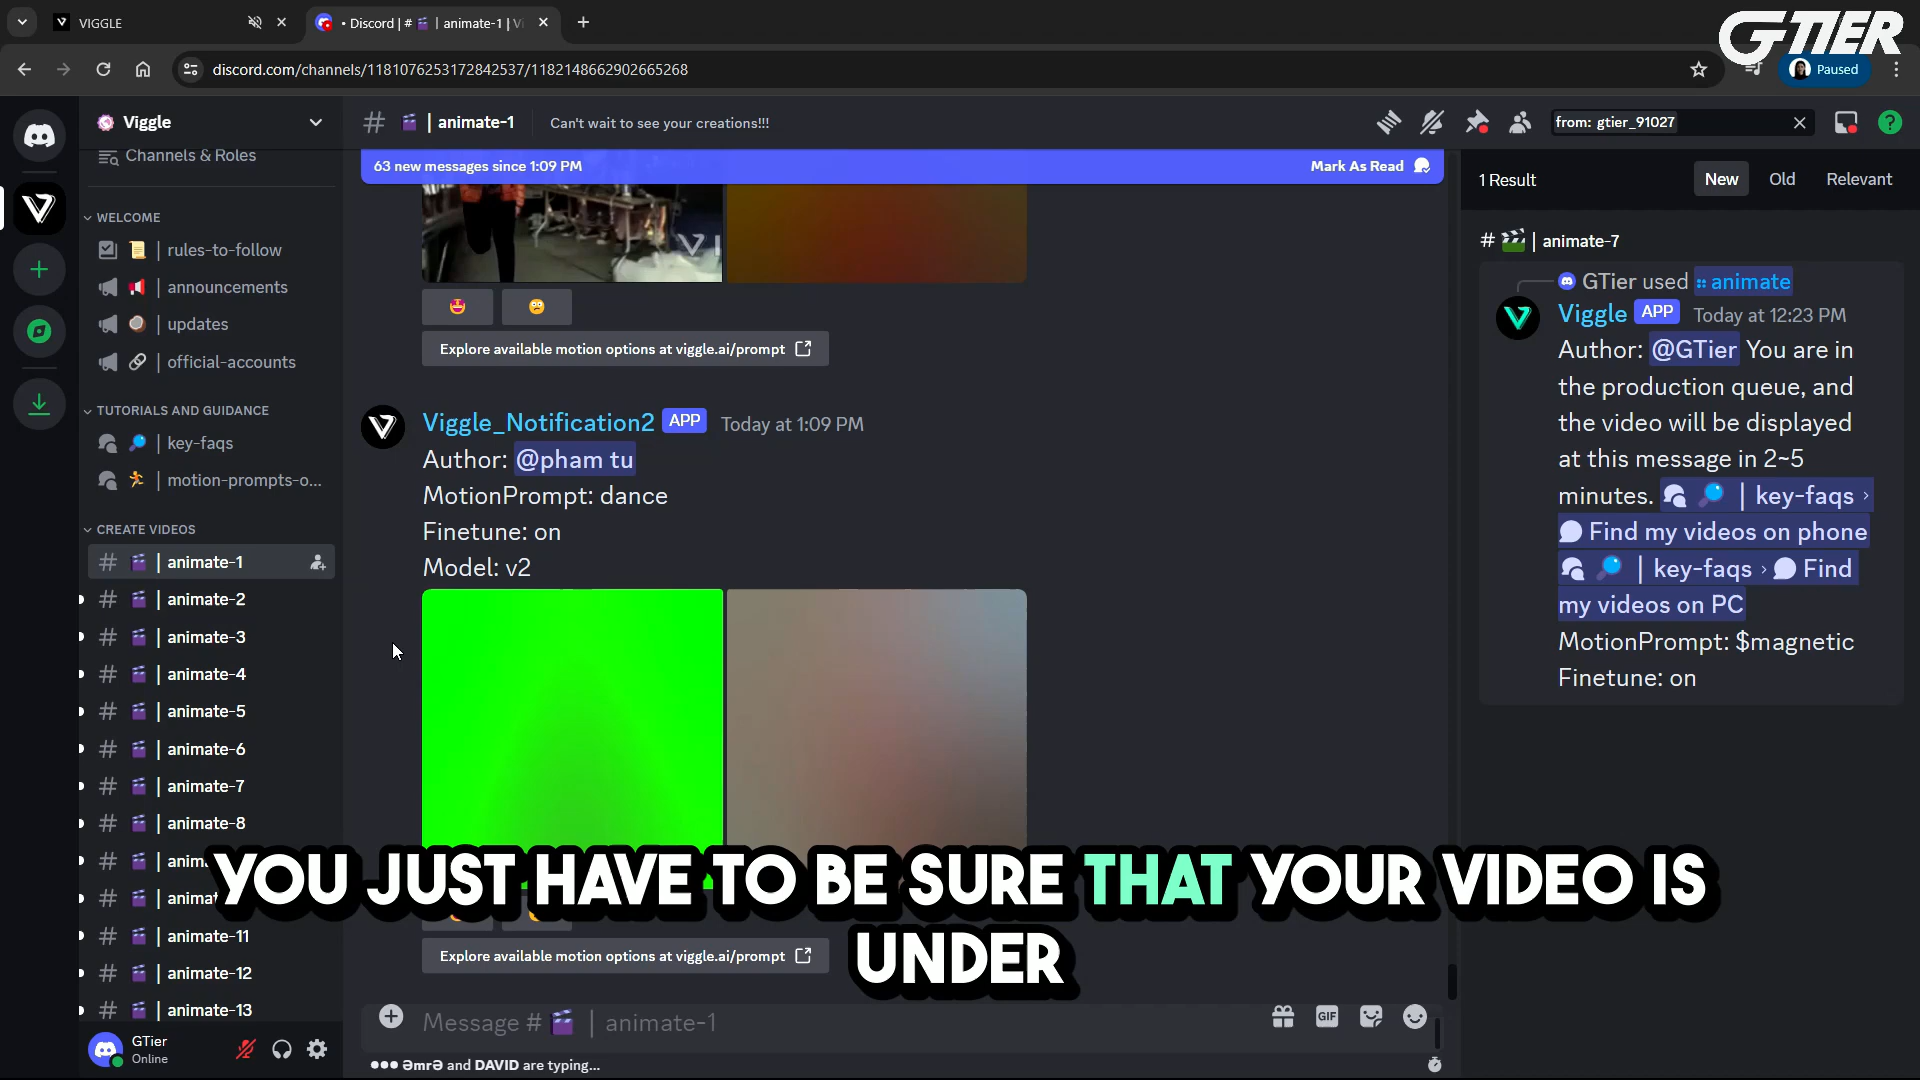 VIGGLE
• Discord | # | animate-1 | Vi
GTIER
discord.com/channels/1181076253172842537/1182148662902665268
Paused
Viggle
# | animate-1
Can't wait to see your creations!!!
from: gtier_91027
Channels & Roles
63 new messages since 1:09 PM
Mark As Read
1 Result
New
Old
Relevant
WELCOME
| rules-to-follow
| announcements
| updates
| official-accounts
TUTORIALS AND GUIDANCE
| key-faqs
| motion-prompts-o...
CREATE VIDEOS
# | animate-1
# | animate-2
# | animate-3
# | animate-4
# | animate-5
# | animate-6
# | animate-7
# | animate-8
# | animate-11
# | animate-12
# | animate-13
GTier
Online
Explore available motion options at viggle.ai/prompt
Viggle_Notification2 APP Today at 1:09 PM
Author: @pham tu
MotionPrompt: dance
Finetune: on
Model: v2
Explore available motion options at viggle.ai/prompt
YOU JUST HAVE TO BE SURE THAT YOUR VIDEO IS
UNDER
Message # | animate-1
GIF
ƏmrƏ and DAVID are typing...
# | animate-7
GTier used animate
Viggle APP Today at 12:23 PM
Author: @GTier You are in
the production queue, and
the video will be displayed
at this message in 2~5
minutes. | key-faqs ›
Find my videos on phone
| key-faqs › Find
my videos on PC
MotionPrompt: $magnetic
Finetune: on